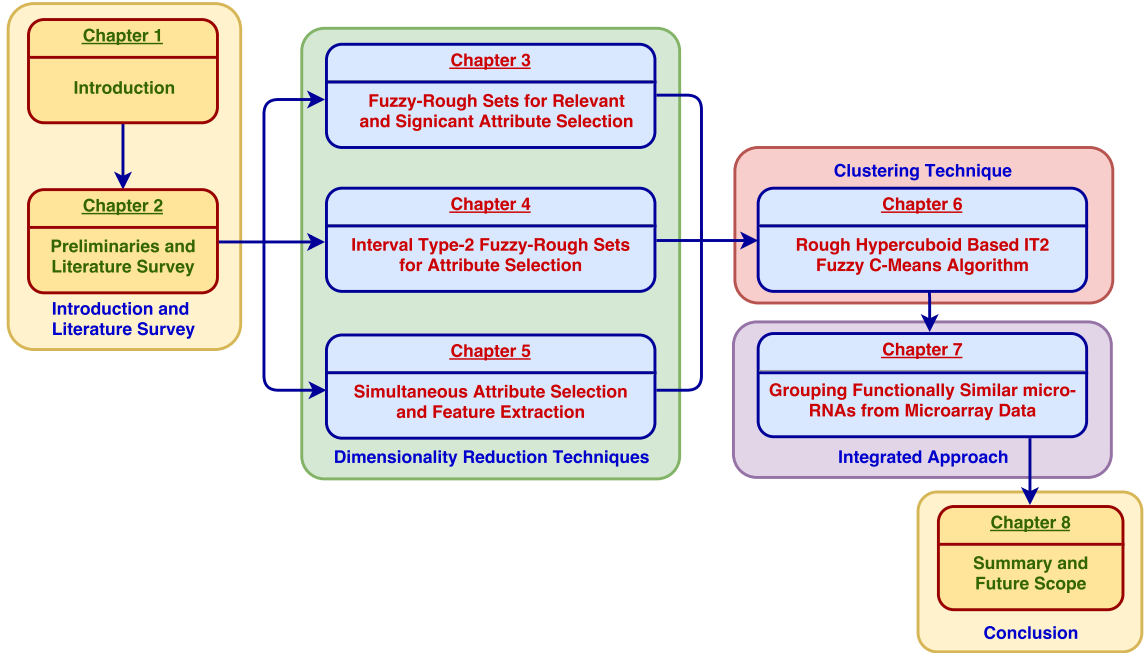 Chapter 1
Introduction
Chapter 2
Preliminaries and
Literature Survey
Introduction and
Literature Survey
Chapter 3
Fuzzy-Rough Sets for Relevant
and Signicant Attribute Selection
Chapter 4
Interval Type-2 Fuzzy-Rough Sets
for Attribute Selection
Chapter 5
Simultaneous Attribute Selection
and Feature Extraction
Dimensionality Reduction Techniques
Clustering Technique
Chapter 6
Rough Hypercuboid Based IT2
Fuzzy C-Means Algorithm
Chapter 7
Grouping Functionally Similar micro-
RNAs from Microarray Data
Integrated Approach
Chapter 8
Summary and
Future Scope
Conclusion